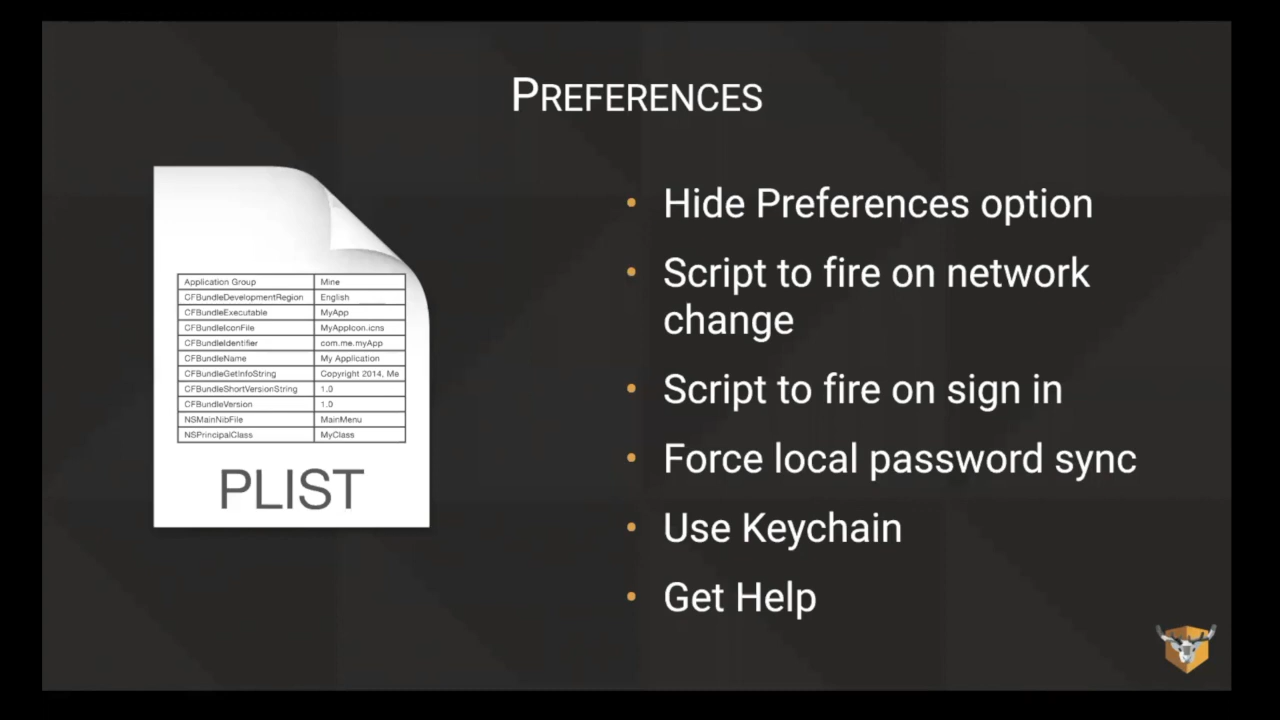 PREFERENCES
Application Group Mine
CFBundleDevelopmentRegion English
CFBundleExecutable MyApp
CFBundleIconFile MyAppIcon.icns
CFBundleIdentifier com.me.myApp
CFBundleName My Application
CFBundleGetInfoString Copyright 2014, Me
CFBundleShortVersionString 1.0
CFBundleVersion 1.0
NSMainNibFile MainMenu
NSPrincipalClass MyClass
PLIST
• Hide Preferences option
• Script to fire on network
change
• Script to fire on sign in
• Force local password sync
• Use Keychain
• Get Help